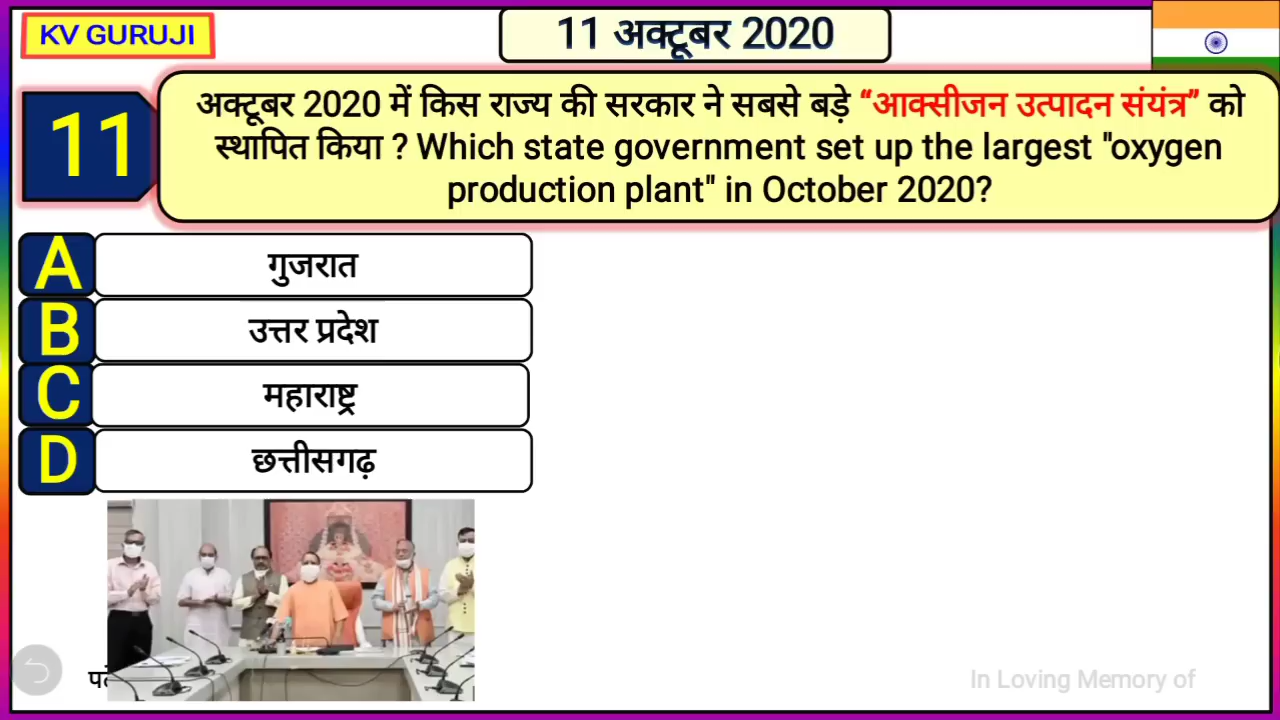 KV GURUJI
11 अक्टूबर 2020
11
अक्टूबर 2020 में किस राज्य की सरकार ने सबसे बड़े “आक्सीजन उत्पादन संयंत्र” को
स्थापित किया ? Which state government set up the largest "oxygen
production plant" in October 2020?
A गुजरात
B उत्तर प्रदेश
C महाराष्ट्र
D छत्तीसगढ़
In Loving Memory of